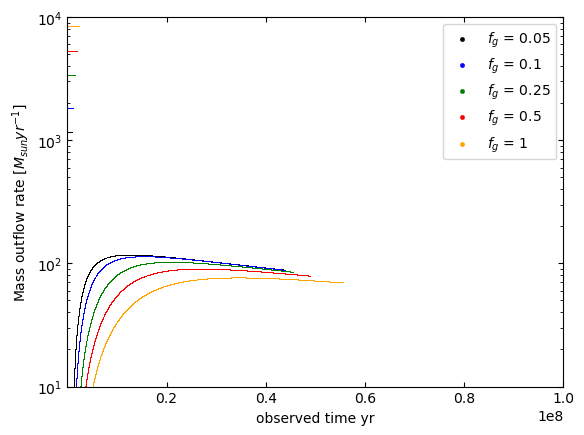 10⁴
10³
10²
10¹
Mass outflow rate [M_sun yr⁻¹]
f_g = 0.05
f_g = 0.1
f_g = 0.25
f_g = 0.5
f_g = 1
0.2 0.4 0.6 0.8 1.0
1e8
observed time yr